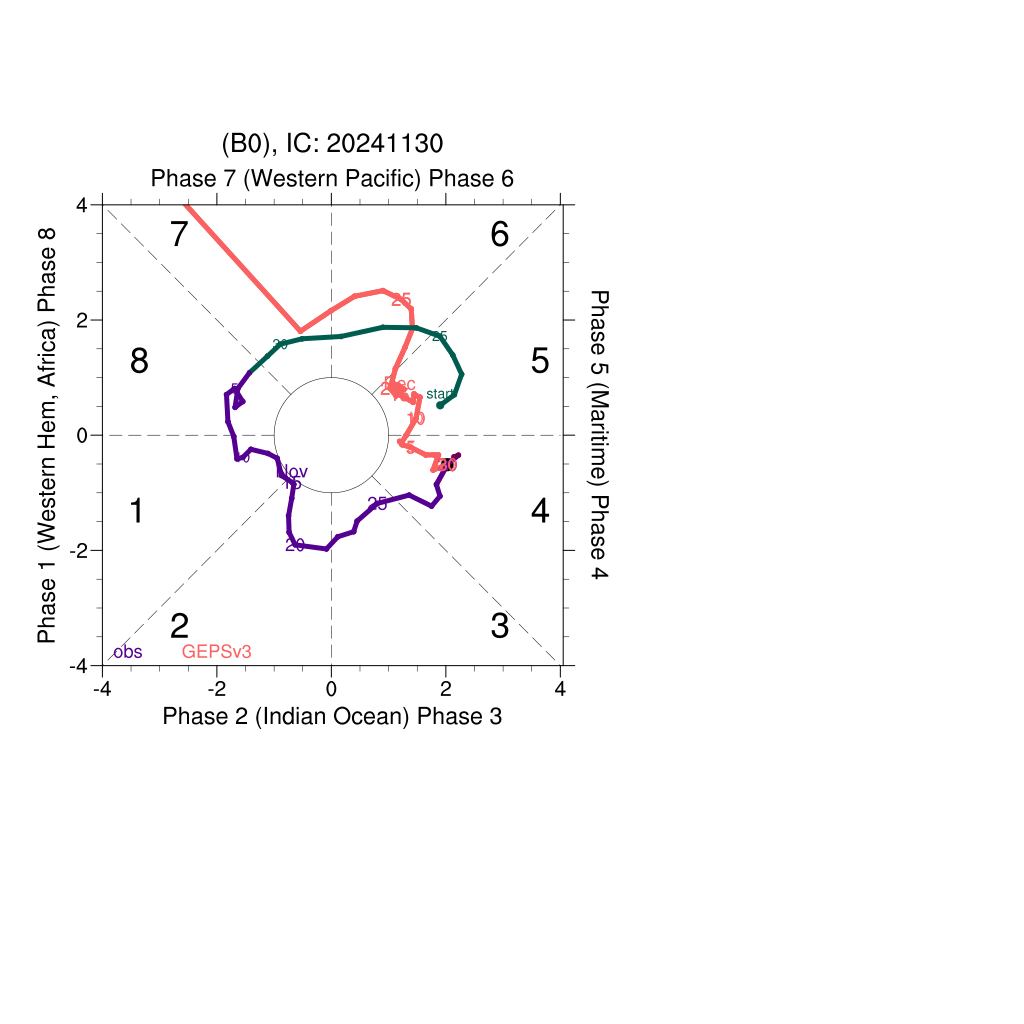 (B0), IC: 20241130
Phase 7 (Western Pacific) Phase 6
Phase 1 (Western Hem, Africa) Phase 8
Phase 5 (Maritime) Phase 4
4
2
0
-2
-4
7
6
8
5
1
4
2
3
25
25
start
10
5
30
Nov
15
20
25
obs GEPSv3
-4 -2 0 2 4
Phase 2 (Indian Ocean) Phase 3